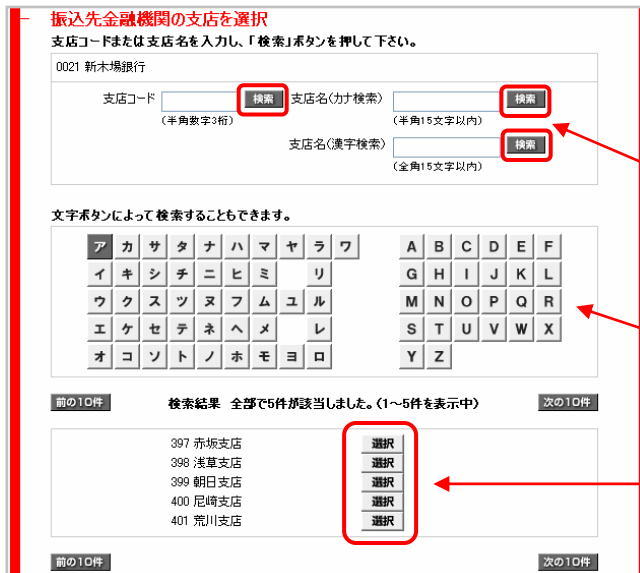 振込先金融機関の支店を選択
支店コードまたは支店名を入力し、「検索」ボタンを押して下さい。
0021 新木場銀行
支店コード 検索 支店名(カナ検索) 検索
(半角数字3桁) (半角15文字以内)
支店名(漢字検索) 検索
(全角15文字以内)
文字ボタンによって検索することもできます。
ア カ サ タ ナ ハ マ ヤ ラ ワ A B C D E F
イ キ シ チ ニ ヒ ミ リ G H I J K L
ウ ク ス ツ ヌ フ ム ユ ル M N O P Q R
エ ケ セ テ ネ ヘ メ レ S T U V W X
オ コ ソ ト ノ ホ モ ヨ ロ Y Z
前の10件 検索結果 全部で5件が該当しました。(1～5件を表示中) 次の10件
397 赤坂支店 選択
398 浅草支店 選択
399 朝日支店 選択
400 尼崎支店 選択
401 荒川支店 選択
前の10件 次の10件